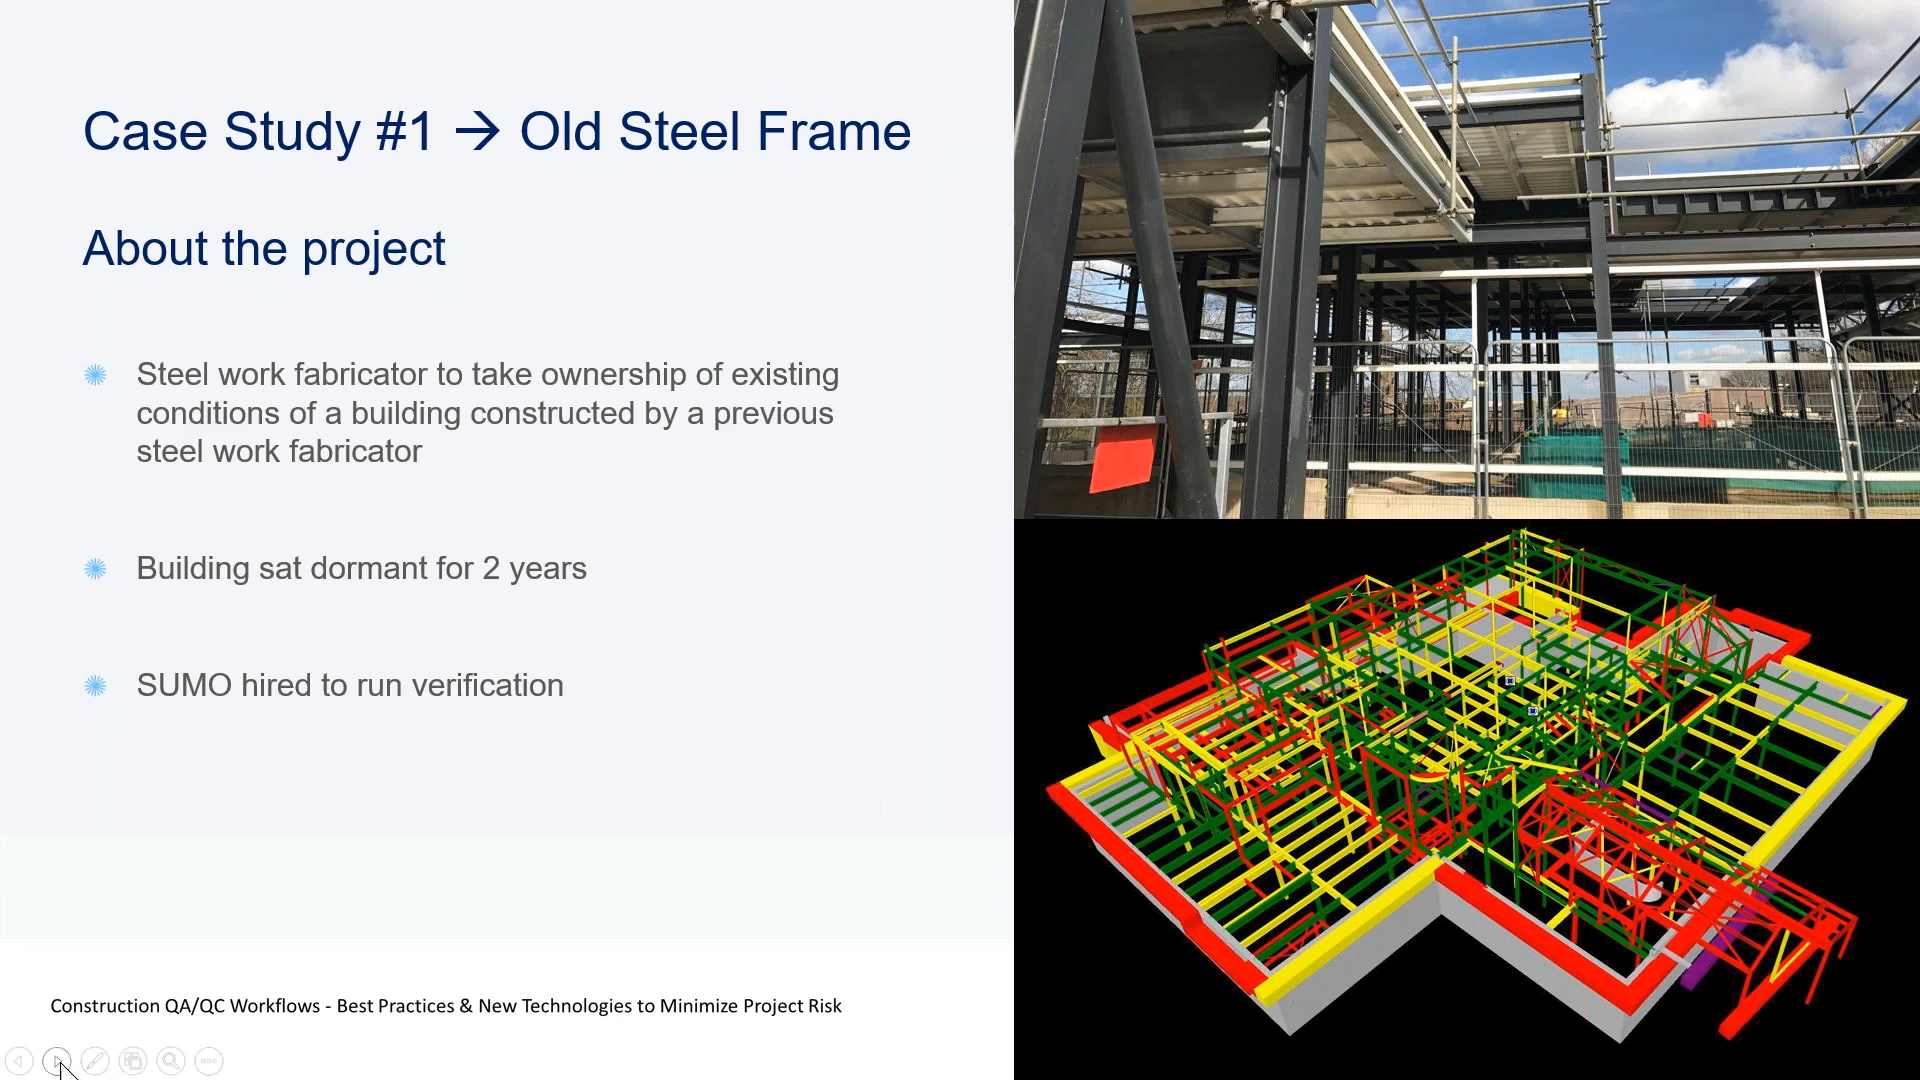 Case Study #1 → Old Steel Frame
About the project
Steel work fabricator to take ownership of existing
conditions of a building constructed by a previous
steel work fabricator
Building sat dormant for 2 years
SUMO hired to run verification
Construction QA/QC Workflows - Best Practices & New Technologies to Minimize Project Risk